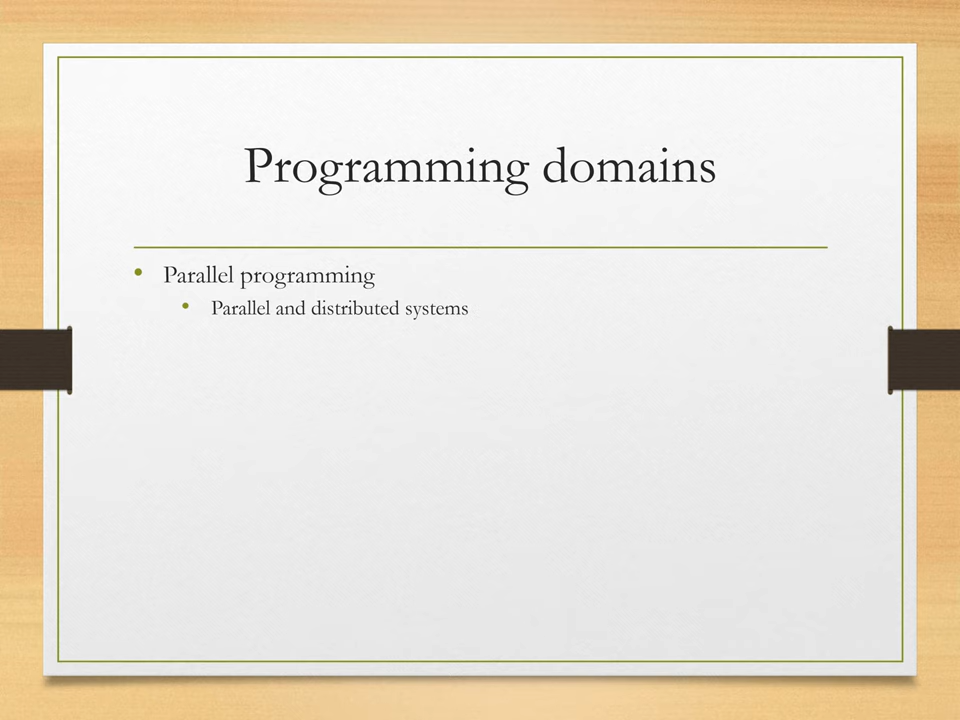 Programming domains
• Parallel programming
• Parallel and distributed systems